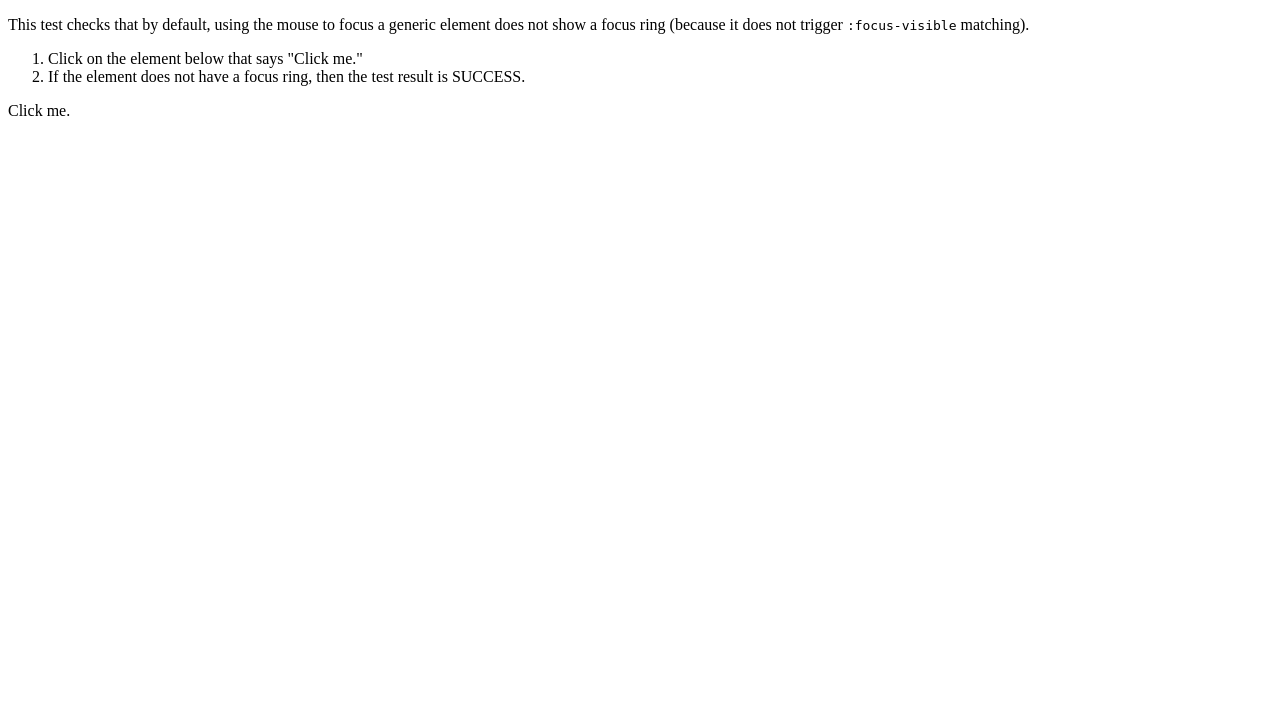 This test checks that by default, using the mouse to focus a generic element does not show a focus ring (because it does not trigger :focus-visible matching).
1. Click on the element below that says "Click me."
2. If the element does not have a focus ring, then the test result is SUCCESS.
Click me.